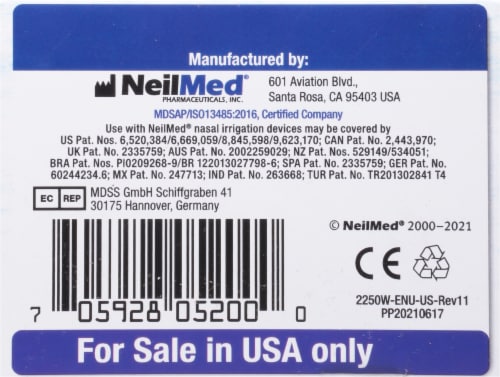 Manufactured by:
NeilMed®
PHARMACEUTICALS, INC.
601 Aviation Blvd.,
Santa Rosa, CA 95403 USA
MDSAP/ISO13485:2016, Certified Company
Use with NeilMed® nasal irrigation devices may be covered by
US Pat. Nos. 6,520,384/6,669,059/8,845,598/9,623,170; CAN Pat. No. 2,443,970;
UK Pat. No. 2335759; AUS Pat. No. 2002259029; NZ Pat. Nos. 529149/534051;
BRA Pat. Nos. PI0209268-9/BR 122013027798-6; SPA Pat. No. 2335759; GER Pat. No.
60244234.6; MX Pat. No. 247713; IND Pat. No. 263668; TUR Pat. No. TR201302841 T4
EC REP
MDSS GmbH Schiffgraben 41
30175 Hannover, Germany
© NeilMed® 2000-2021
CE
7 05928 05200 0
2250W-ENU-US-Rev11
PP20210617
For Sale in USA only